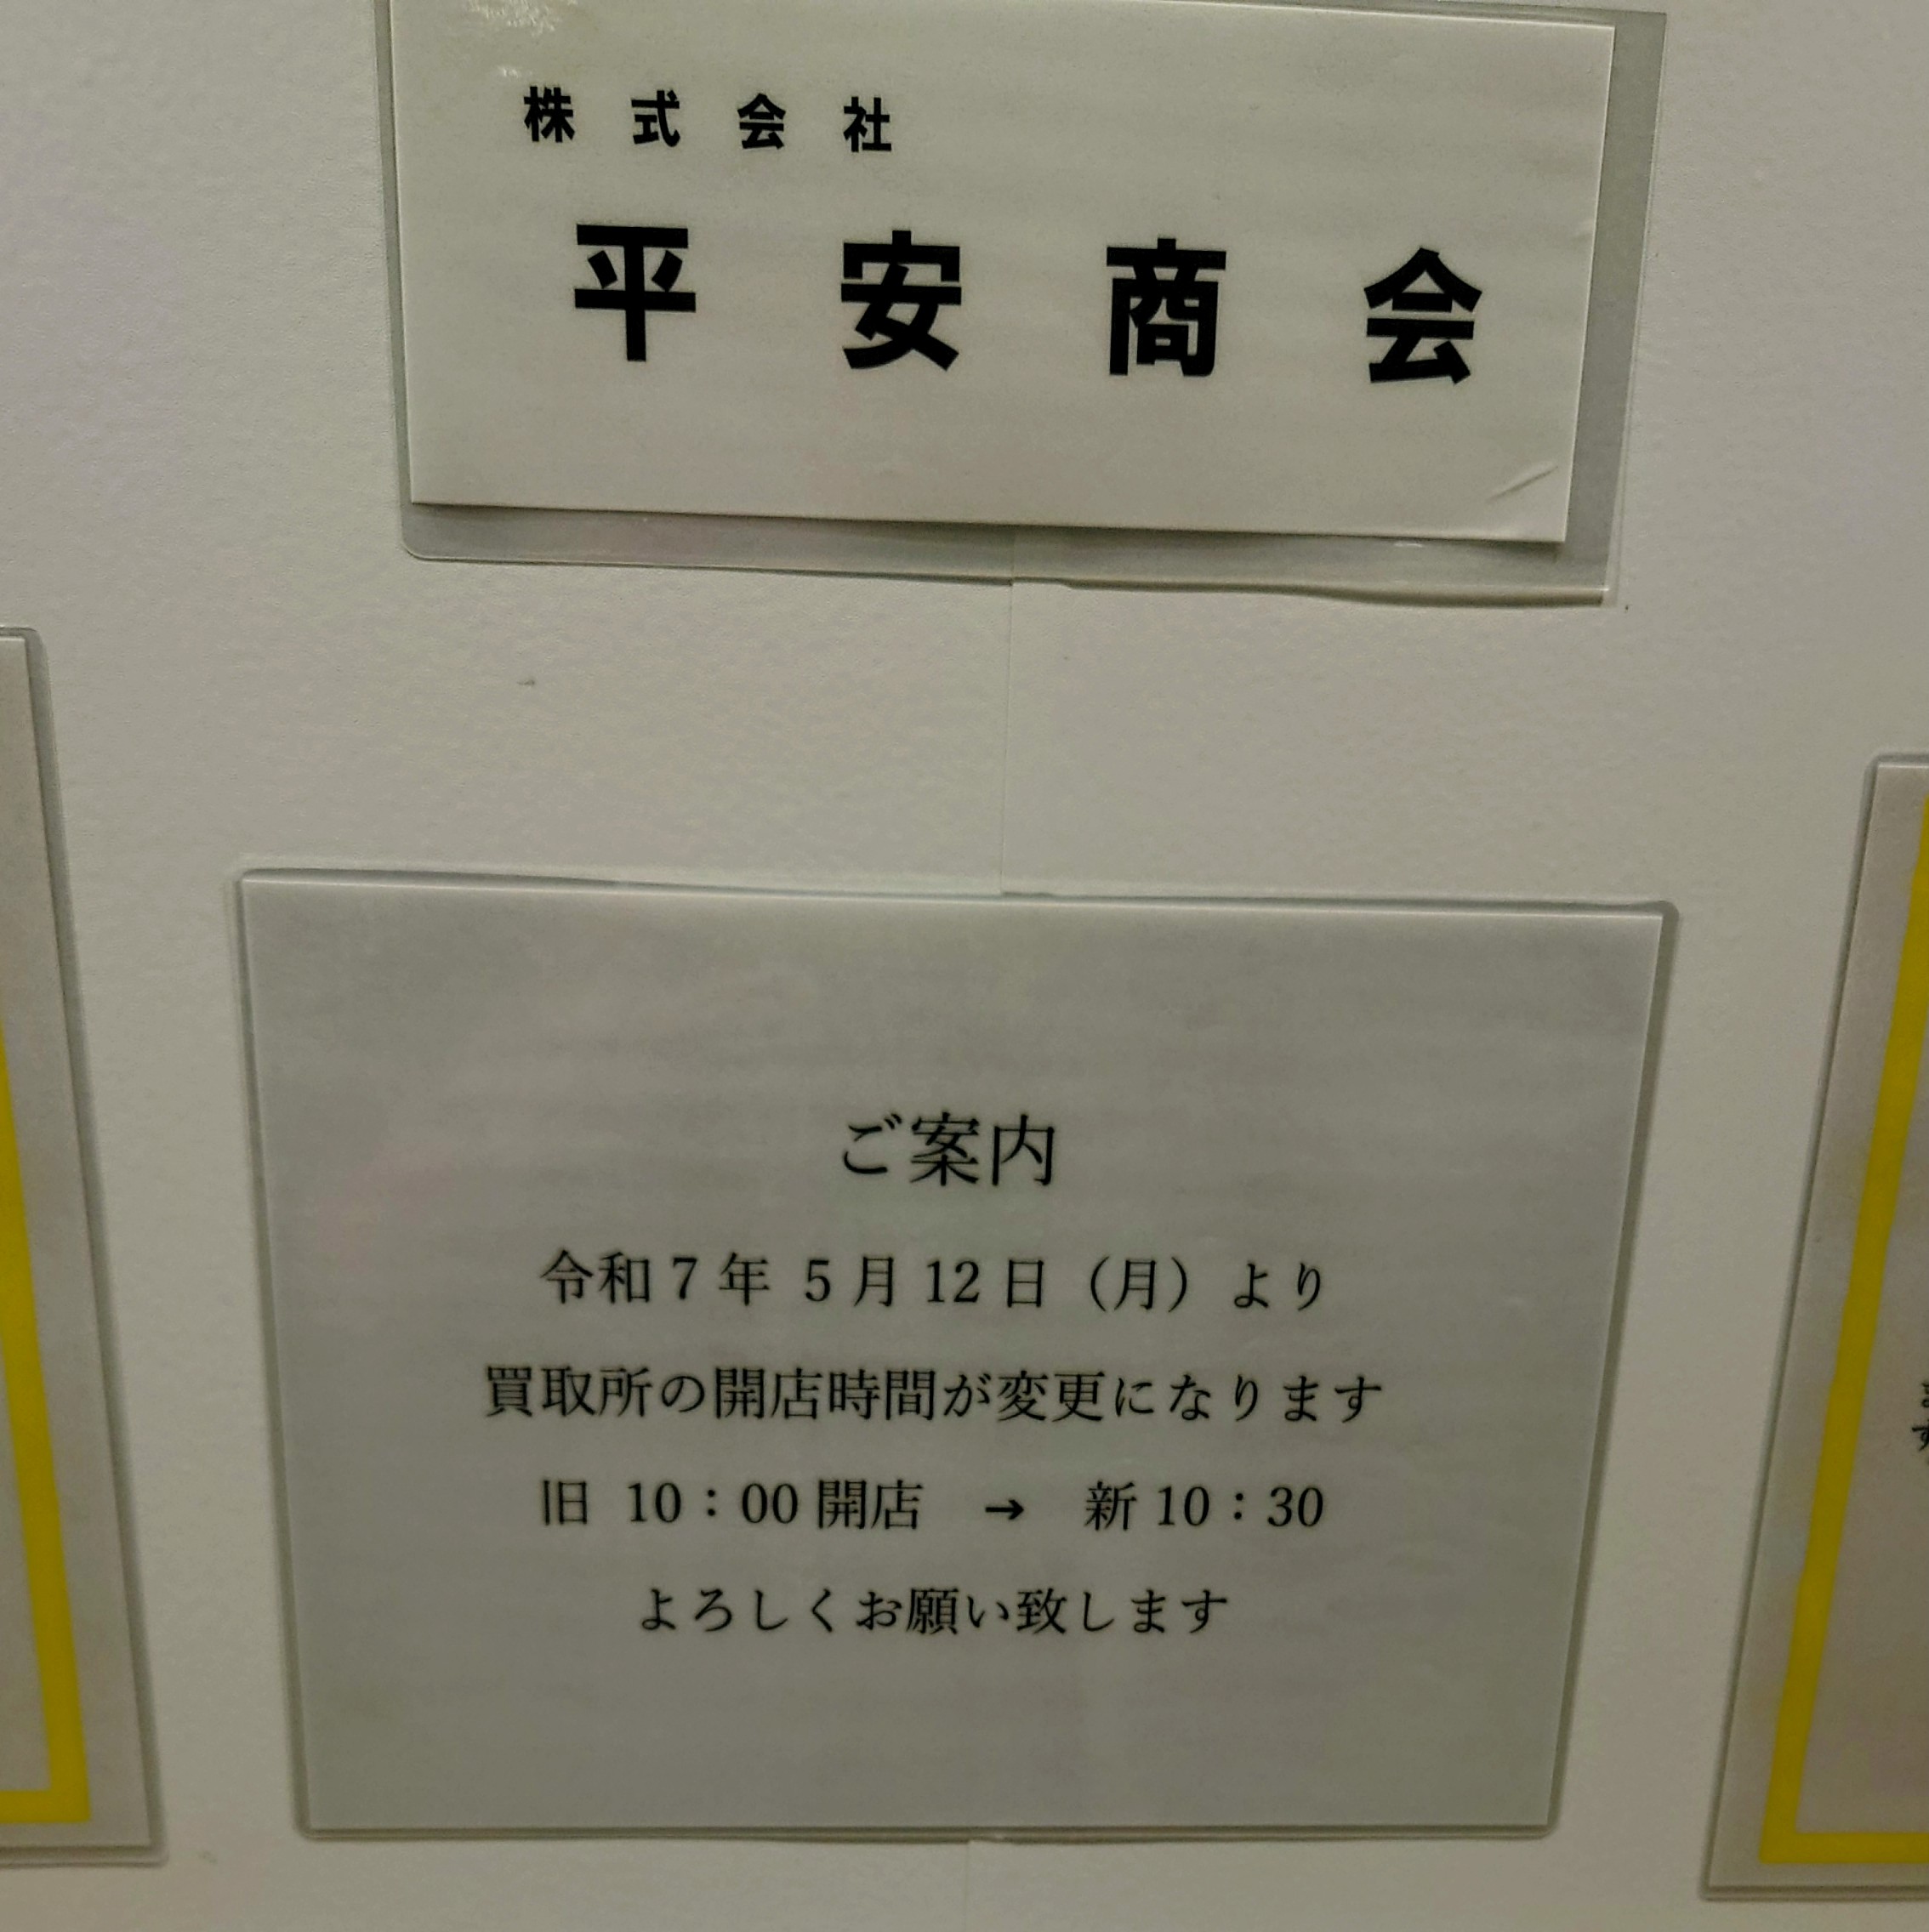 株式会社
平安商会
ご案内
令和7年 5月12日（月）より
買取所の開店時間が変更になります
旧 10：00開店　→　新10：30
よろしくお願い致します